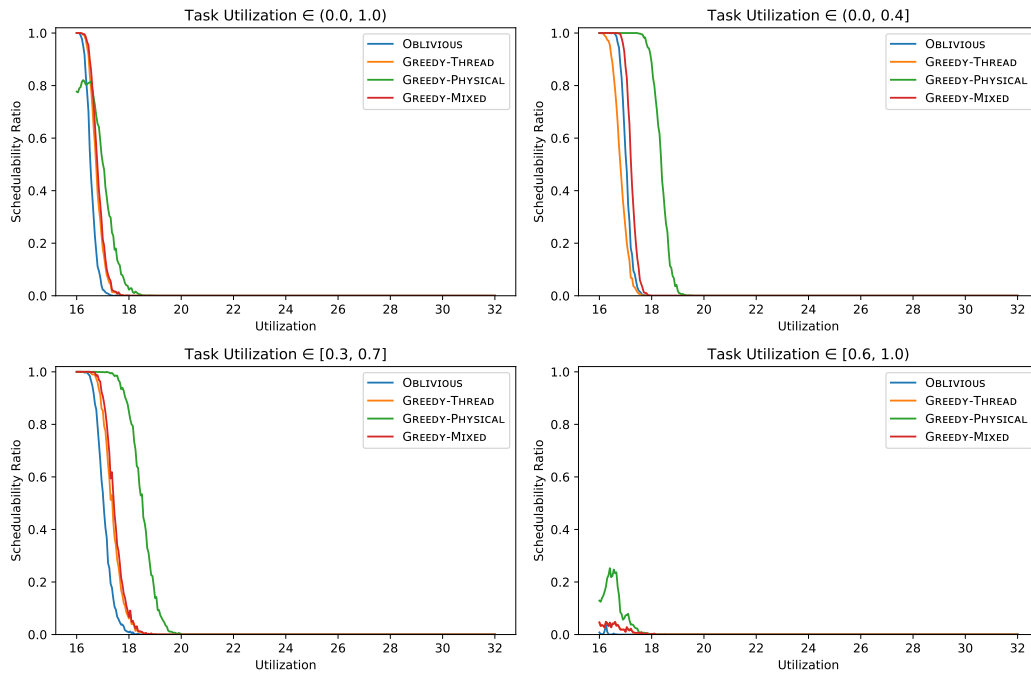 Task Utilization ∈ (0.0, 1.0)
Schedulability Ratio
1.0
0.8
0.6
0.4
0.2
0.0
OBLIVIOUS
GREEDY-THREAD
GREEDY-PHYSICAL
GREEDY-MIXED
16 18 20 22 24 26 28 30 32
Utilization
Task Utilization ∈ (0.0, 0.4]
Schedulability Ratio
1.0
0.8
0.6
0.4
0.2
0.0
OBLIVIOUS
GREEDY-THREAD
GREEDY-PHYSICAL
GREEDY-MIXED
16 18 20 22 24 26 28 30 32
Utilization
Task Utilization ∈ [0.3, 0.7]
Schedulability Ratio
1.0
0.8
0.6
0.4
0.2
0.0
OBLIVIOUS
GREEDY-THREAD
GREEDY-PHYSICAL
GREEDY-MIXED
16 18 20 22 24 26 28 30 32
Utilization
Task Utilization ∈ [0.6, 1.0)
Schedulability Ratio
1.0
0.8
0.6
0.4
0.2
0.0
OBLIVIOUS
GREEDY-THREAD
GREEDY-PHYSICAL
GREEDY-MIXED
16 18 20 22 24 26 28 30 32
Utilization